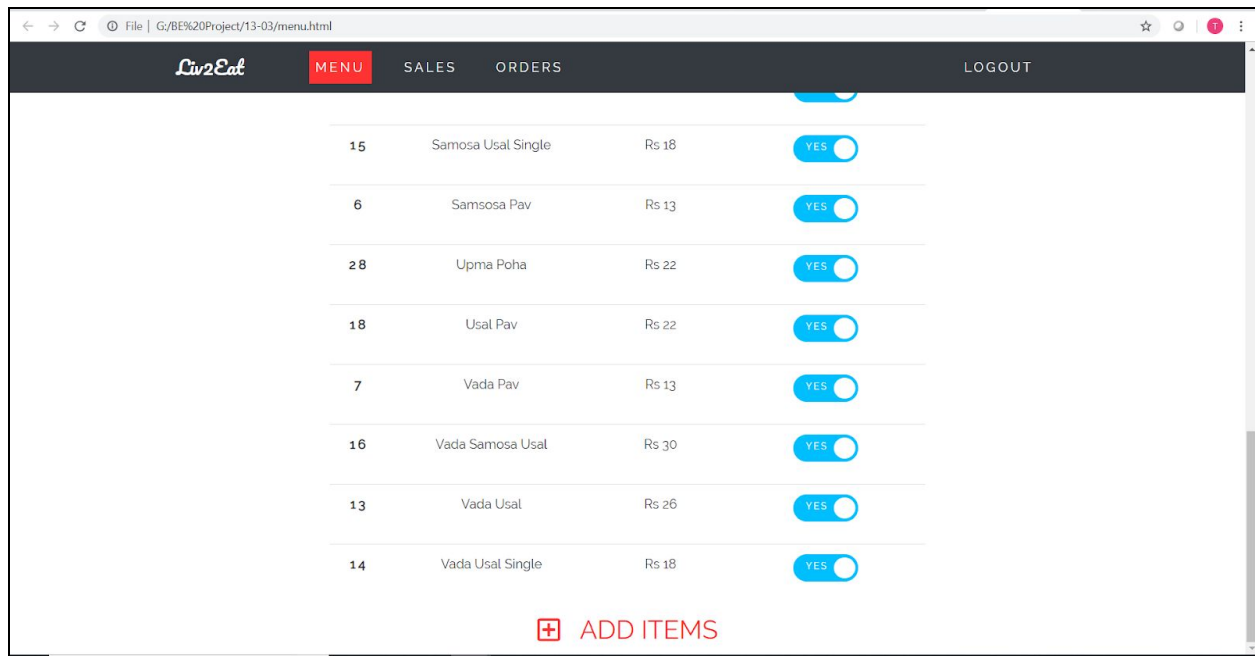 File | G:/BE%20Project/13-03/menu.html
T
Liv2Eat MENU SALES ORDERS LOGOUT
15 Samosa Usal Single Rs 18 YES
6 Samsosa Pav Rs 13 YES
28 Upma Poha Rs 22 YES
18 Usal Pav Rs 22 YES
7 Vada Pav Rs 13 YES
16 Vada Samosa Usal Rs 30 YES
13 Vada Usal Rs 26 YES
14 Vada Usal Single Rs 18 YES
ADD ITEMS